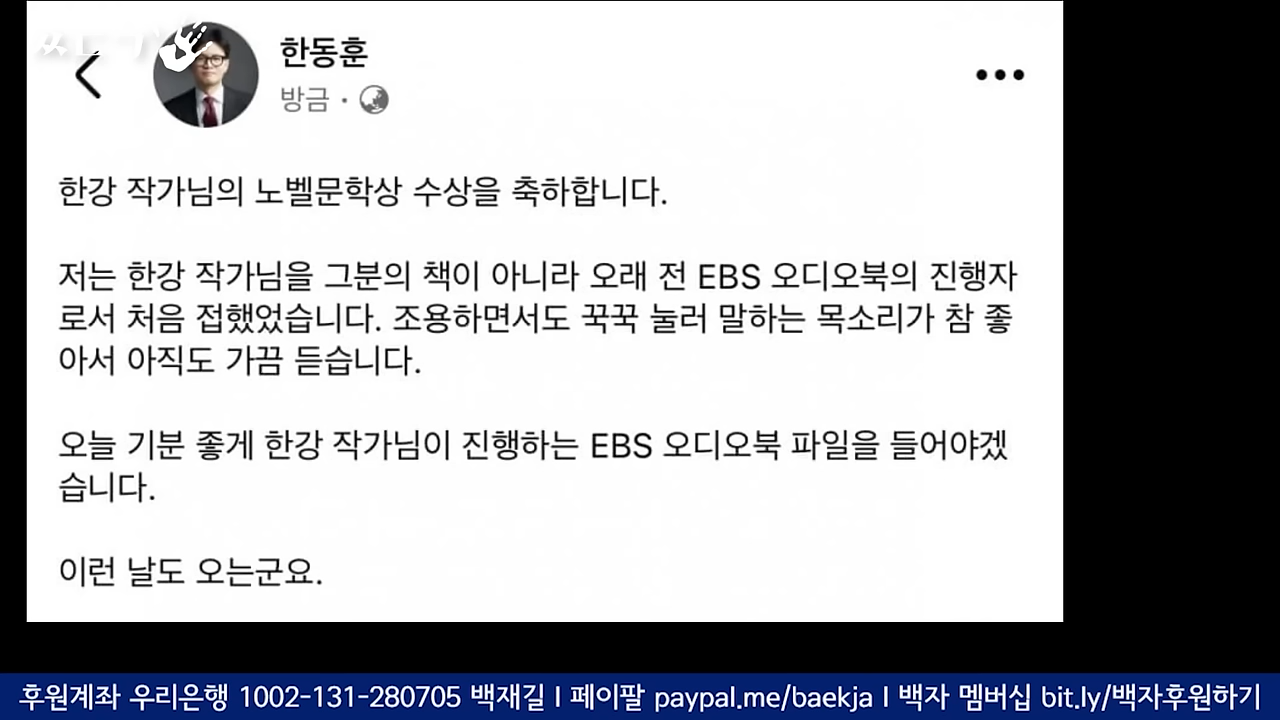 한동훈
방금 ·
한강 작가님의 노벨문학상 수상을 축하합니다.
저는 한강 작가님을 그분의 책이 아니라 오래 전 EBS 오디오북의 진행자
로서 처음 접했었습니다. 조용하면서도 꾹꾹 눌러 말하는 목소리가 참 좋
아서 아직도 가끔 듣습니다.
오늘 기분 좋게 한강 작가님이 진행하는 EBS 오디오북 파일을 들어야겠
습니다.
이런 날도 오는군요.
후원계좌 우리은행 1002-131-280705 백재길 l 페이팔 paypal.me/baekja l 백자 멤버십 bit.ly/백자후원하기